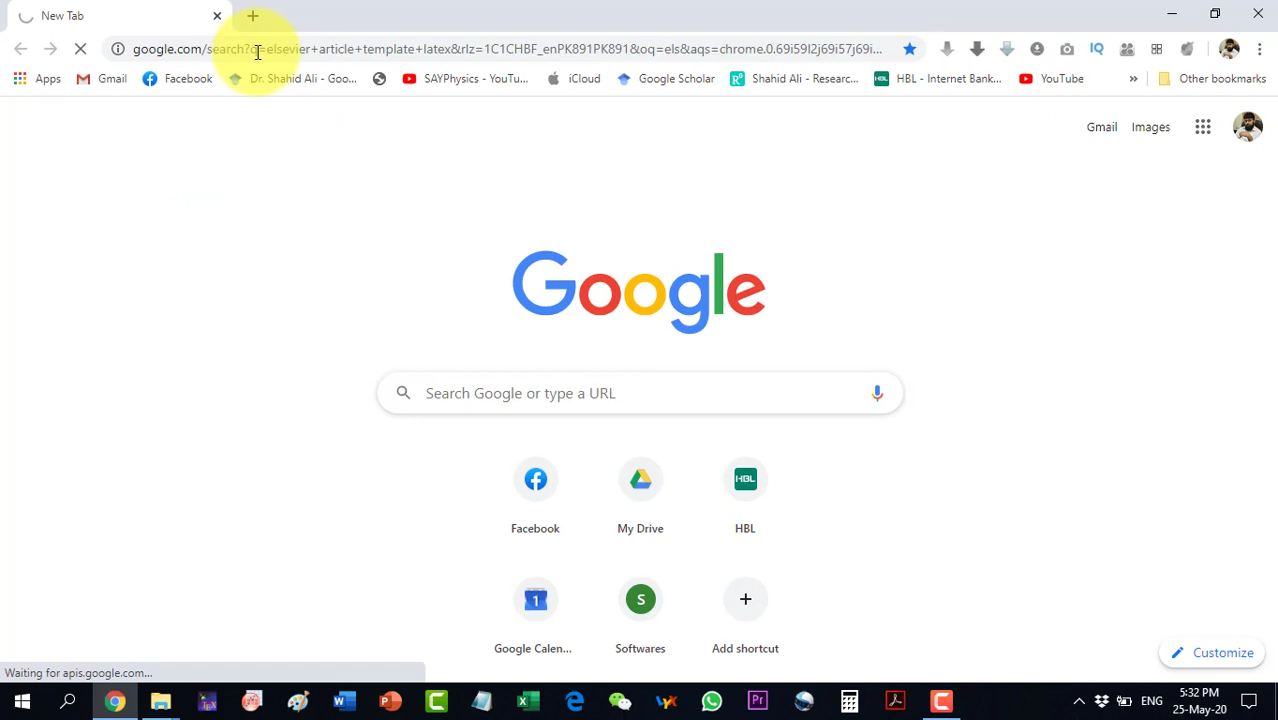 New Tab
google.com/search?q=elsevier+article+template+latex&rlz=1C1CHBF_enPK891PK891&oq=els&aqs=chrome.0.69i59l2j69i57j69i...
IQ
Apps Gmail Facebook Dr. Shahid Ali - Goo... SAYPhysics - YouTu... iCloud Google Scholar Shahid Ali - Researc... HBL - Internet Bank... YouTube » Other bookmarks
Gmail Images
Google
Search Google or type a URL
HBL
Facebook My Drive HBL
1 S
Google Calen... Softwares Add shortcut
Customize
Waiting for apis.google.com...
ENG 5:32 PM
25-May-20